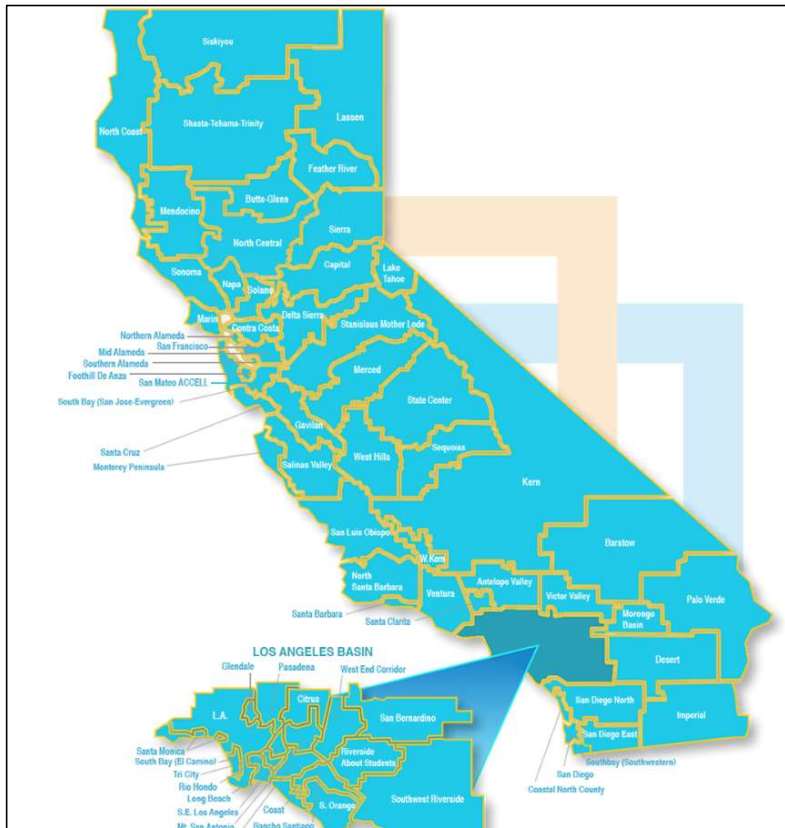 Siskiyou
North Coast
Shasta-Tehama-Trinity
Lassen
Feather River
Butte-Glenn
Mendocino
North Central
Sierra
Capital
Lake
Tahoe
Sonoma
Napa
Solano
Marin
Contra Costa
Delta Sierra
Stanislaus Mother Lode
Northern Alameda
San Francisco
Mid Alameda
Southern Alameda
Foothill De Anza
San Mateo ACCELL
South Bay (San Jose-Evergreen)
Merced
State Center
Gavilan
Santa Cruz
Monterey Peninsula
Salinas Valley
West Hills
Sequoias
Kern
San Luis Obispo
W.Kern
Barstow
North
Santa Barbara
Ventura
Antelope Valley
Victor Valley
Palo Verde
Morongo
Basin
Santa Barbara
Santa Clarita
Desert
LOS ANGELES BASIN
Glendale
Pasadena
West End Corridor
Citrus
L.A.
San Bernardino
San Diego North
Imperial
San Diego East
Santa Monica
South Bay (El Camino)
Tri City
Rio Hondo
Long Beach
S.E. Los Angeles
Mt. San Antonio
Riverside
About Students
Southbay (Southwestern)
San Diego
Coastal North County
Southwest Riverside
Coast
S. Orange
Rancho Santiago